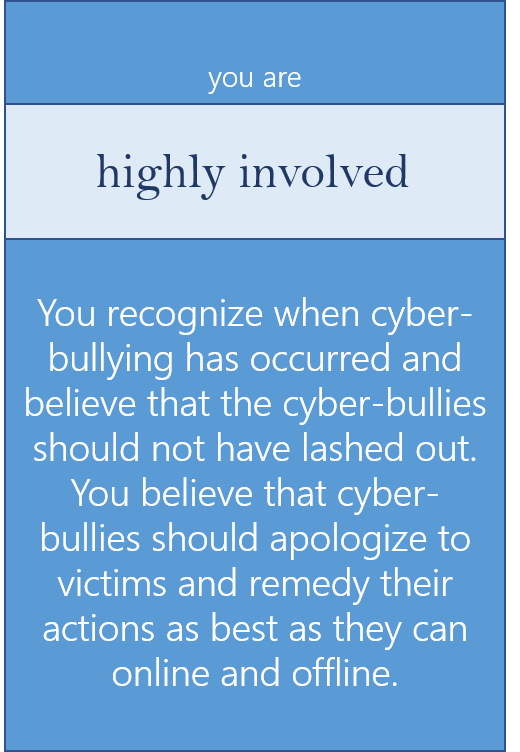 you are
highly involved
You recognize when cyber-
bullying has occurred and
believe that the cyber-bullies
should not have lashed out.
You believe that cyber-
bullies should apologize to
victims and remedy their
actions as best as they can
online and offline.